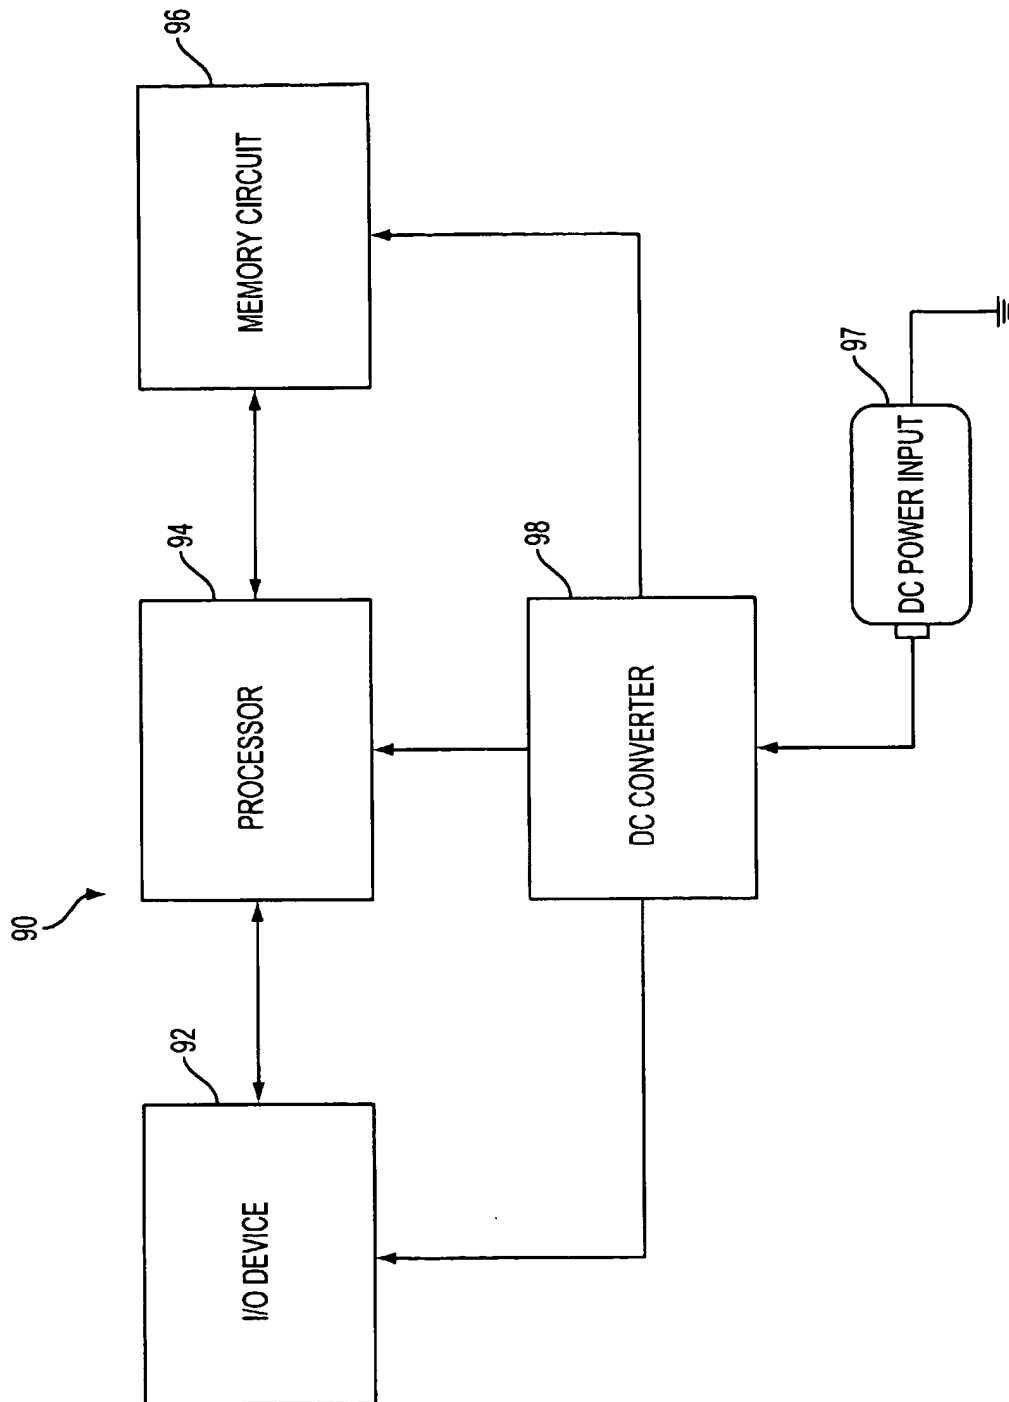 90
92
94
96
I/O DEVICE
PROCESSOR
MEMORY CIRCUIT
98
DC CONVERTER
97
DC POWER INPUT